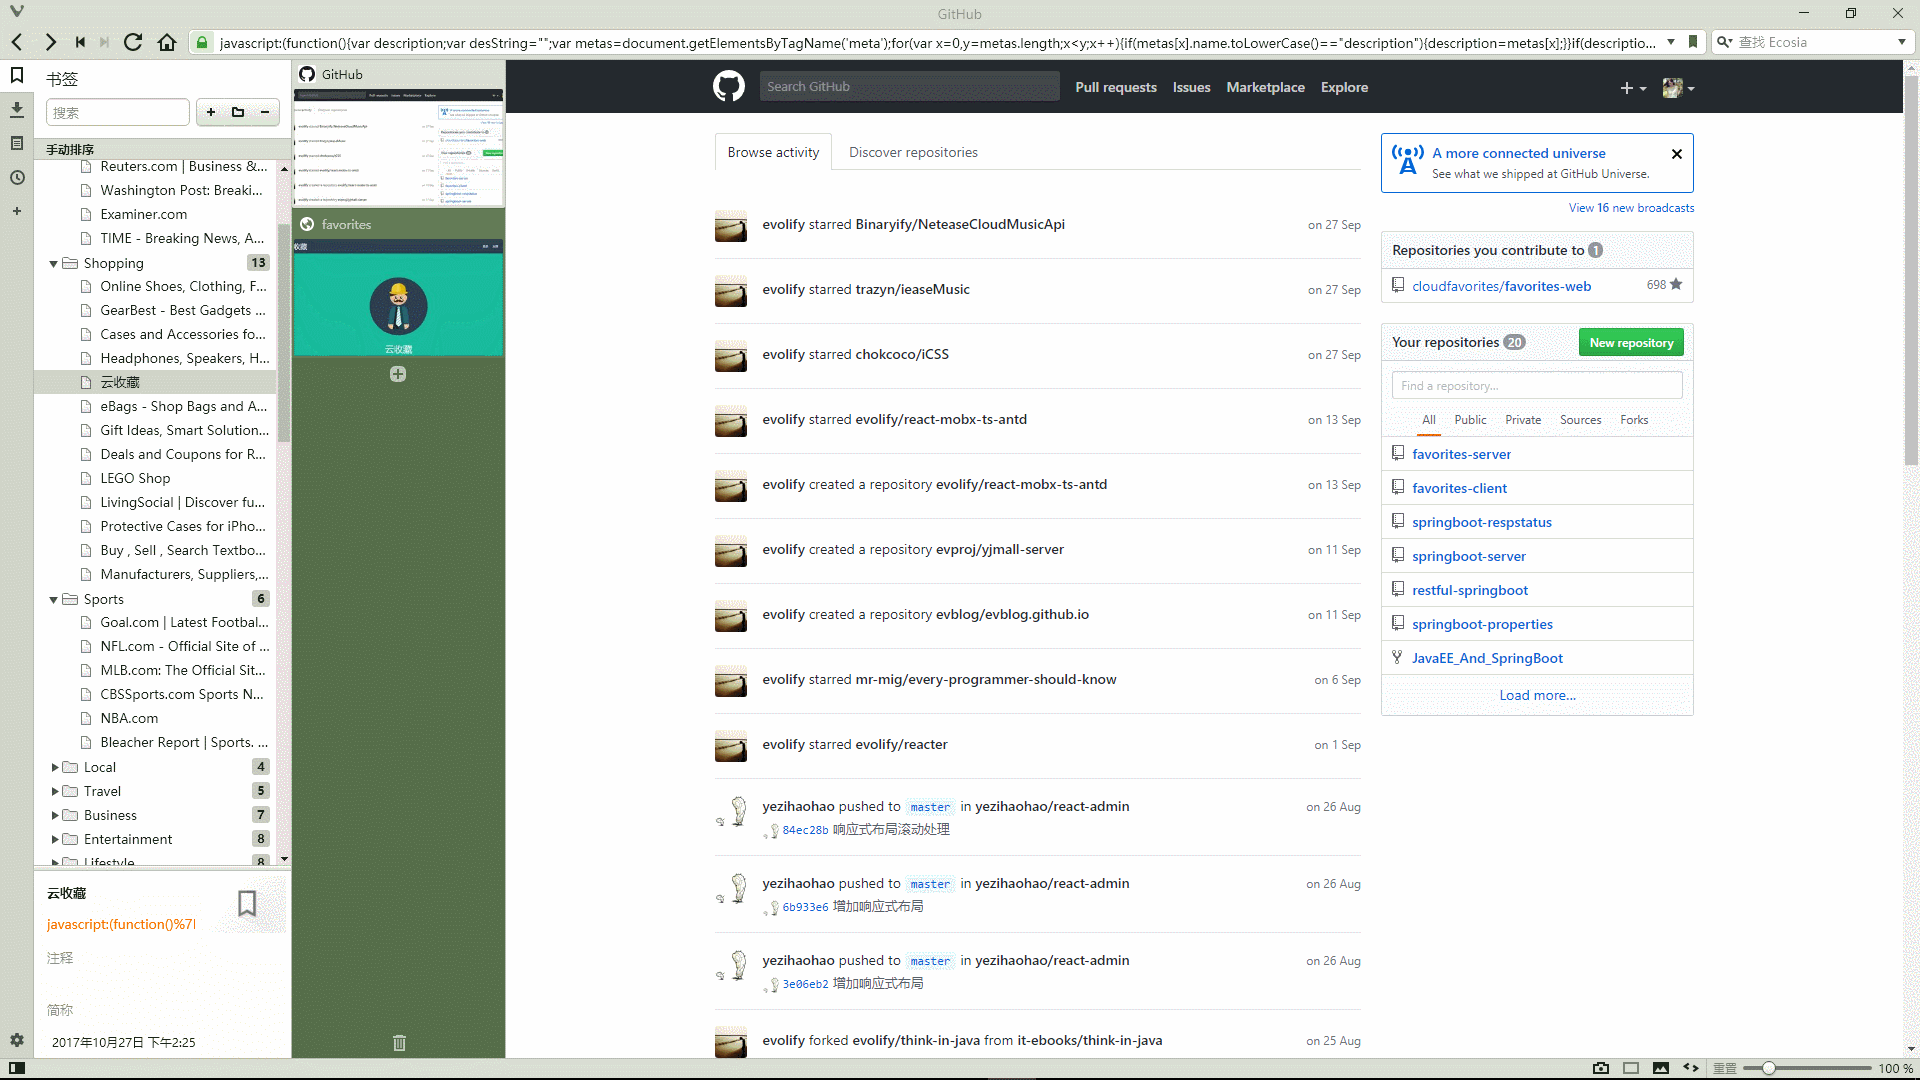 GitHub
javascript:(function(){var description;var desString="";var metas=document.getElementsByTagName('meta');for(var x=0,y=metas.length;x<y;x++){if(metas[x].name.toLowerCase()=="description"){description=metas[x];}}if(descriptio...
查找 Ecosia
书签
搜索
手动排序
Reuters.com | Business &...
Washington Post: Breaki...
Examiner.com
TIME - Breaking News, A...
Shopping 13
Online Shoes, Clothing, F...
GearBest - Best Gadgets ...
Cases and Accessories fo...
Headphones, Speakers, H...
云收藏
eBags - Shop Bags and A...
Gift Ideas, Smart Solution...
Deals and Coupons for R...
LEGO Shop
LivingSocial | Discover fu...
Protective Cases for iPho...
Buy , Sell , Search Textbo...
Manufacturers, Suppliers,...
Sports 6
Goal.com | Latest Footbal...
NFL.com - Official Site of ...
MLB.com: The Official Sit...
CBSSports.com Sports N...
NBA.com
Bleacher Report | Sports. ...
Local 4
Travel 5
Business 7
Entertainment 8
Lifestyle 8
云收藏
javascript:(function()%7I
注释
简称
2017年10月27日 下午2:25
GitHub
favorites
收藏
云收藏
Search GitHub
Pull requests Issues Marketplace Explore
Browse activity Discover repositories
evolify starred Binaryify/NeteaseCloudMusicApi on 27 Sep
evolify starred trazyn/ieaseMusic on 27 Sep
evolify starred chokcoco/iCSS on 27 Sep
evolify starred evolify/react-mobx-ts-antd on 13 Sep
evolify created a repository evolify/react-mobx-ts-antd on 13 Sep
evolify created a repository evproj/yjmall-server on 11 Sep
evolify created a repository evblog/evblog.github.io on 11 Sep
evolify starred mr-mig/every-programmer-should-know on 6 Sep
evolify starred evolify/reacter on 1 Sep
yezihaohao pushed to master in yezihaohao/react-admin on 26 Aug
84ec28b 响应式布局滚动处理
yezihaohao pushed to master in yezihaohao/react-admin on 26 Aug
6b933e6 增加响应式布局
yezihaohao pushed to master in yezihaohao/react-admin on 26 Aug
3e06eb2 增加响应式布局
evolify forked evolify/think-in-java from it-ebooks/think-in-java on 25 Aug
A more connected universe
See what we shipped at GitHub Universe.
View 16 new broadcasts
Repositories you contribute to 1
cloudfavorites/favorites-web 698
Your repositories 20 New repository
Find a repository...
All Public Private Sources Forks
favorites-server
favorites-client
springboot-respstatus
springboot-server
restful-springboot
springboot-properties
JavaEE_And_SpringBoot
Load more...
重置 100 %